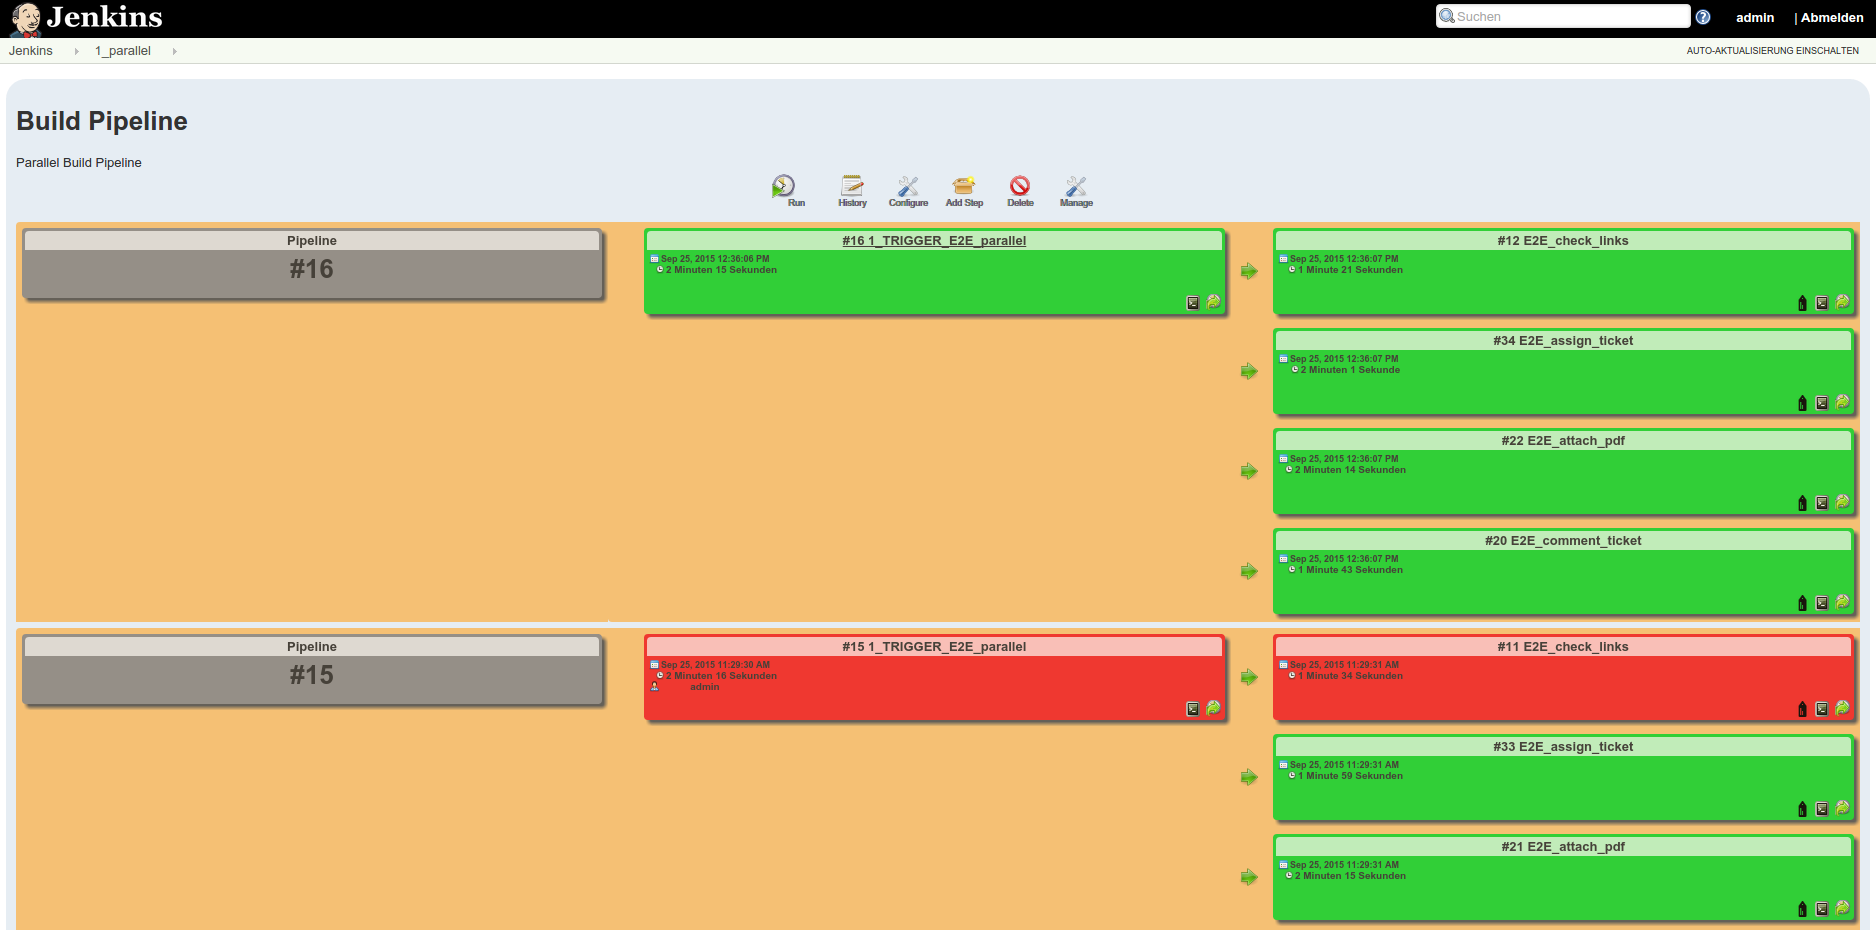 Jenkins
Suchen
admin
| Abmelden
Jenkins
1_parallel
AUTO-AKTUALISIERUNG EINSCHALTEN
Build Pipeline
Parallel Build Pipeline
Run
History
Configure
Add Step
Delete
Manage
Pipeline
#16
#16 1_TRIGGER_E2E_parallel
Sep 25, 2015 12:36:06 PM
2 Minuten 15 Sekunden
#12 E2E_check_links
Sep 25, 2015 12:36:07 PM
1 Minute 21 Sekunden
#34 E2E_assign_ticket
Sep 25, 2015 12:36:07 PM
2 Minuten 1 Sekunde
#22 E2E_attach_pdf
Sep 25, 2015 12:36:07 PM
2 Minuten 14 Sekunden
#20 E2E_comment_ticket
Sep 25, 2015 12:36:07 PM
1 Minute 43 Sekunden
Pipeline
#15
#15 1_TRIGGER_E2E_parallel
Sep 25, 2015 11:29:30 AM
2 Minuten 16 Sekunden
admin
#11 E2E_check_links
Sep 25, 2015 11:29:31 AM
1 Minute 34 Sekunden
#33 E2E_assign_ticket
Sep 25, 2015 11:29:31 AM
1 Minute 59 Sekunden
#21 E2E_attach_pdf
Sep 25, 2015 11:29:31 AM
2 Minuten 15 Sekunden